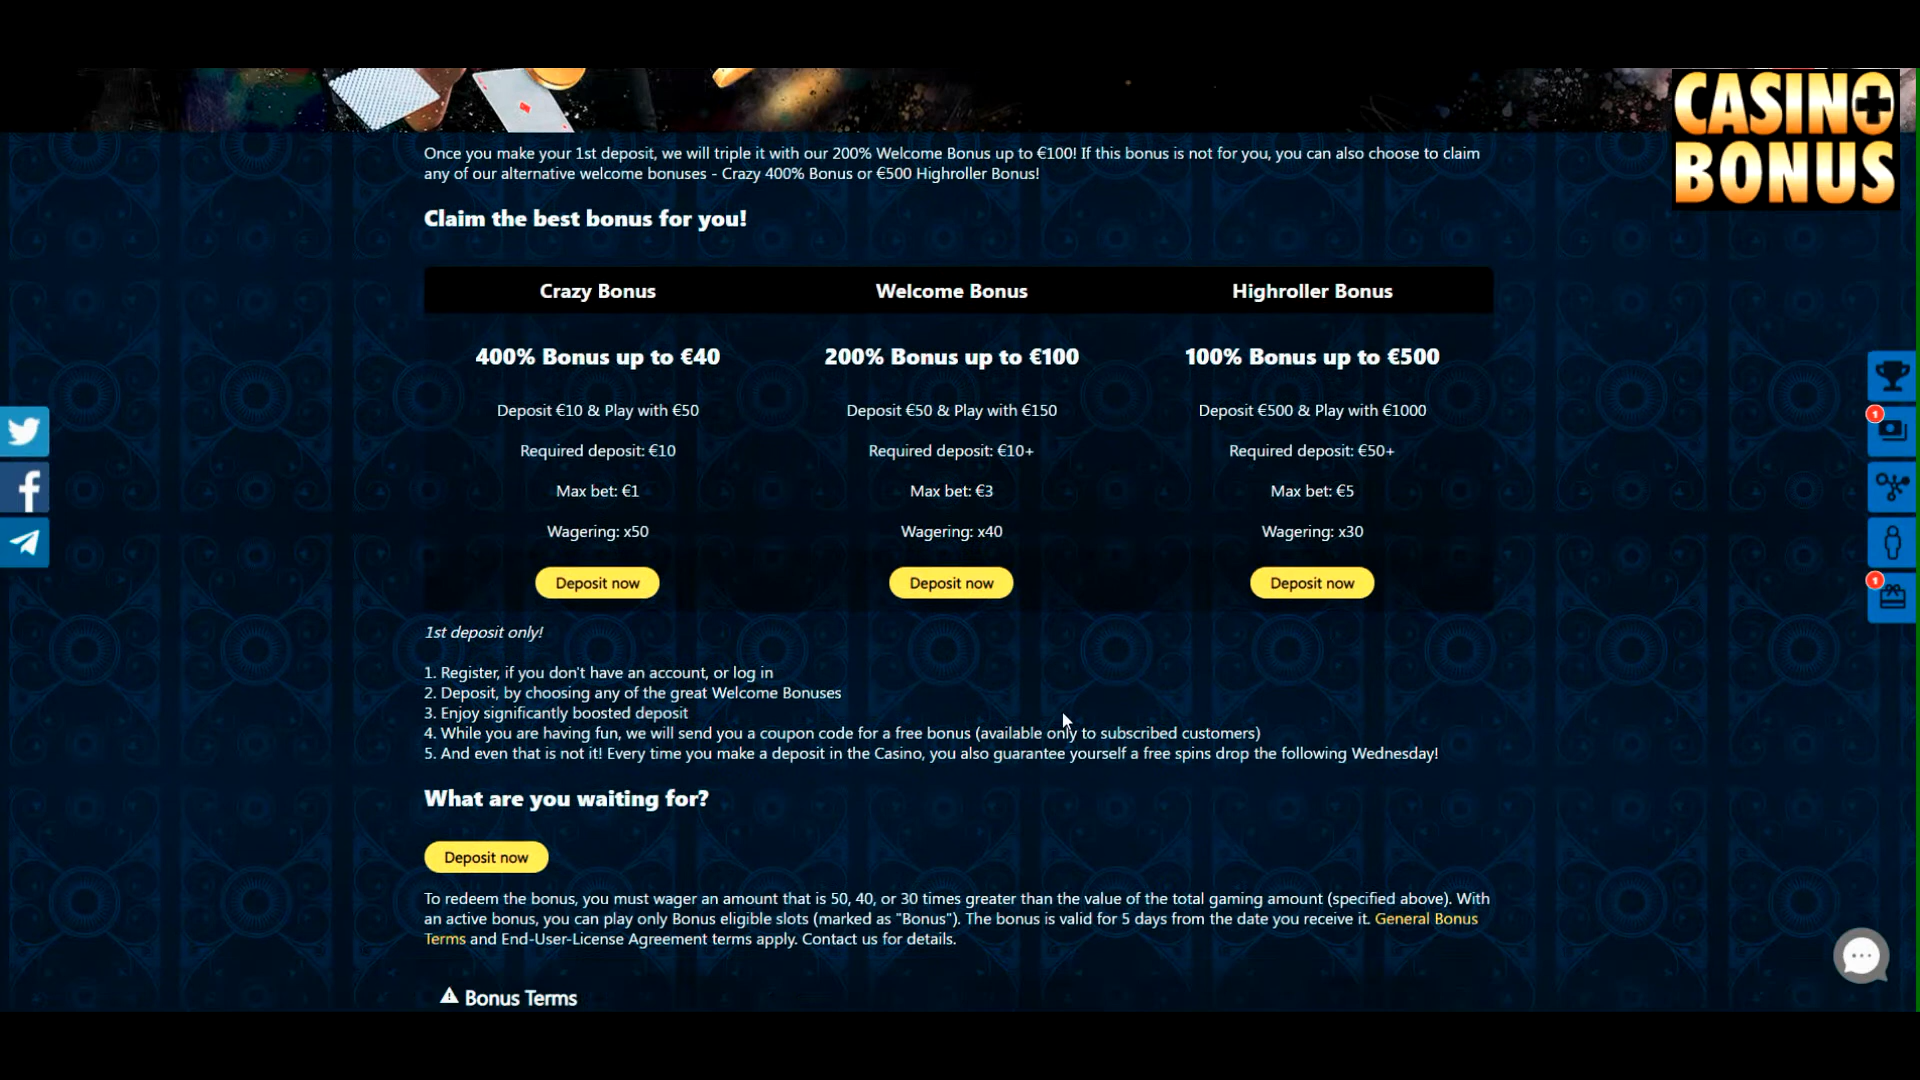 CASINO
BONUS
Once you make your 1st deposit, we will triple it with our 200% Welcome Bonus up to €100! If this bonus is not for you, you can also choose to claim
any of our alternative welcome bonuses - Crazy 400% Bonus or €500 Highroller Bonus!
Claim the best bonus for you!
Crazy Bonus Welcome Bonus Highroller Bonus
400% Bonus up to €40 200% Bonus up to €100 100% Bonus up to €500
Deposit €10 & Play with €50 Deposit €50 & Play with €150 Deposit €500 & Play with €1000
Required deposit: €10 Required deposit: €10+ Required deposit: €50+
Max bet: €1 Max bet: €3 Max bet: €5
Wagering: x50 Wagering: x40 Wagering: x30
Deposit now Deposit now Deposit now
1st deposit only!
1. Register, if you don't have an account, or log in
2. Deposit, by choosing any of the great Welcome Bonuses
3. Enjoy significantly boosted deposit
4. While you are having fun, we will send you a coupon code for a free bonus (available only to subscribed customers)
5. And even that is not it! Every time you make a deposit in the Casino, you also guarantee yourself a free spins drop the following Wednesday!
What are you waiting for?
Deposit now
To redeem the bonus, you must wager an amount that is 50, 40, or 30 times greater than the value of the total gaming amount (specified above). With
an active bonus, you can play only Bonus eligible slots (marked as "Bonus"). The bonus is valid for 5 days from the date you receive it. General Bonus
Terms and End-User-License Agreement terms apply. Contact us for details.
Bonus Terms
1
1